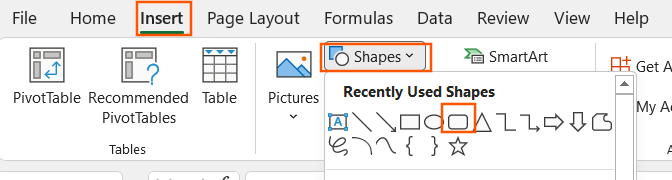 File Home Insert Page Layout Formulas Data Review View Help
PivotTable Recommended PivotTables Table Pictures Shapes SmartArt Get A
Recently Used Shapes
A
My A
Tables